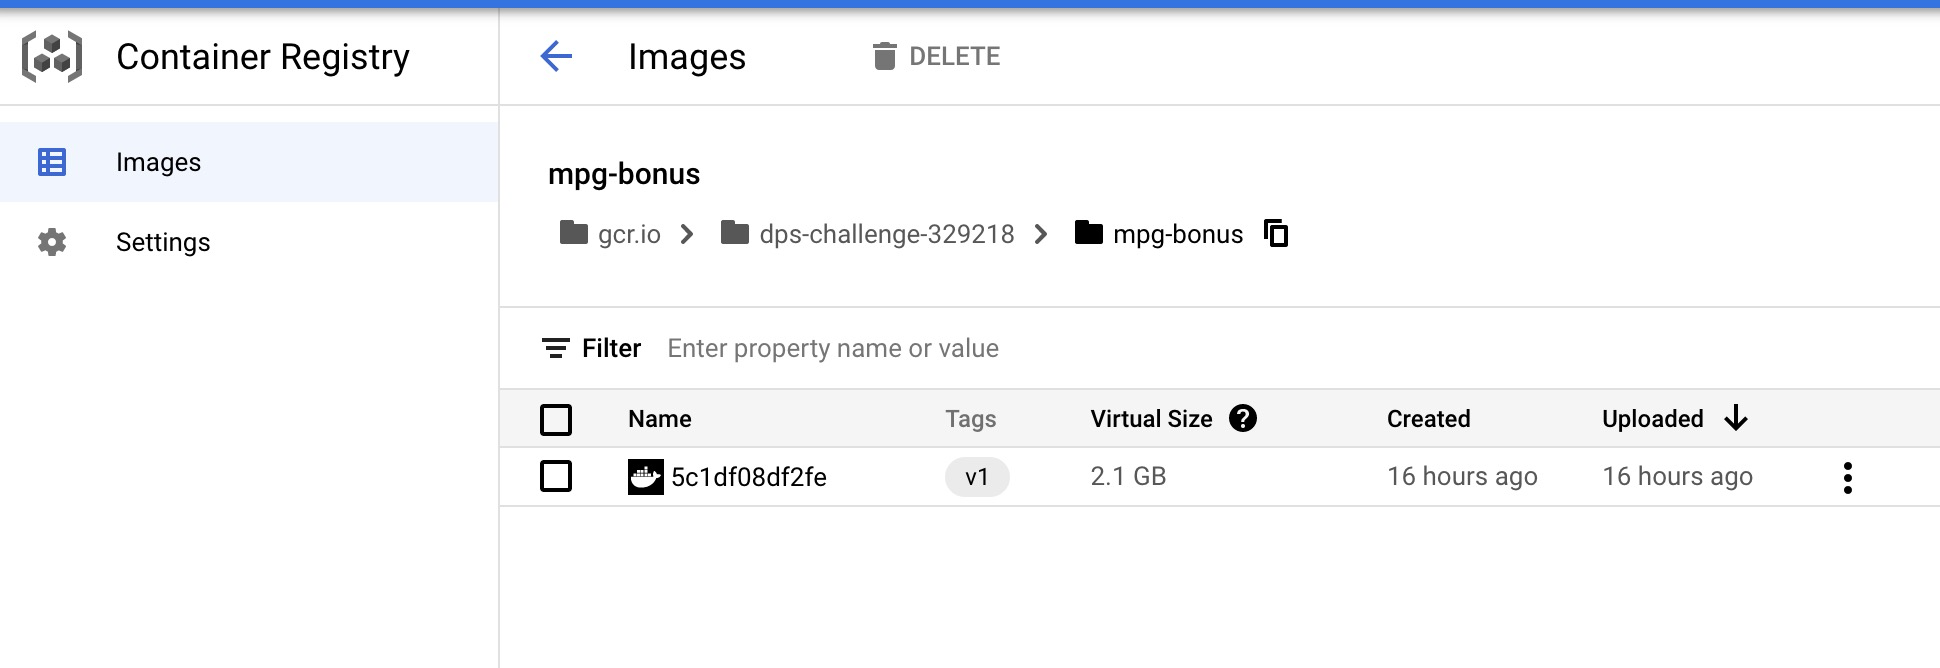 Container Registry
Images
DELETE
Images
Settings
mpg-bonus
gcr.io > dps-challenge-329218 > mpg-bonus
Filter Enter property name or value
Name Tags Virtual Size ? Created Uploaded
5c1df08df2fe v1 2.1 GB 16 hours ago 16 hours ago